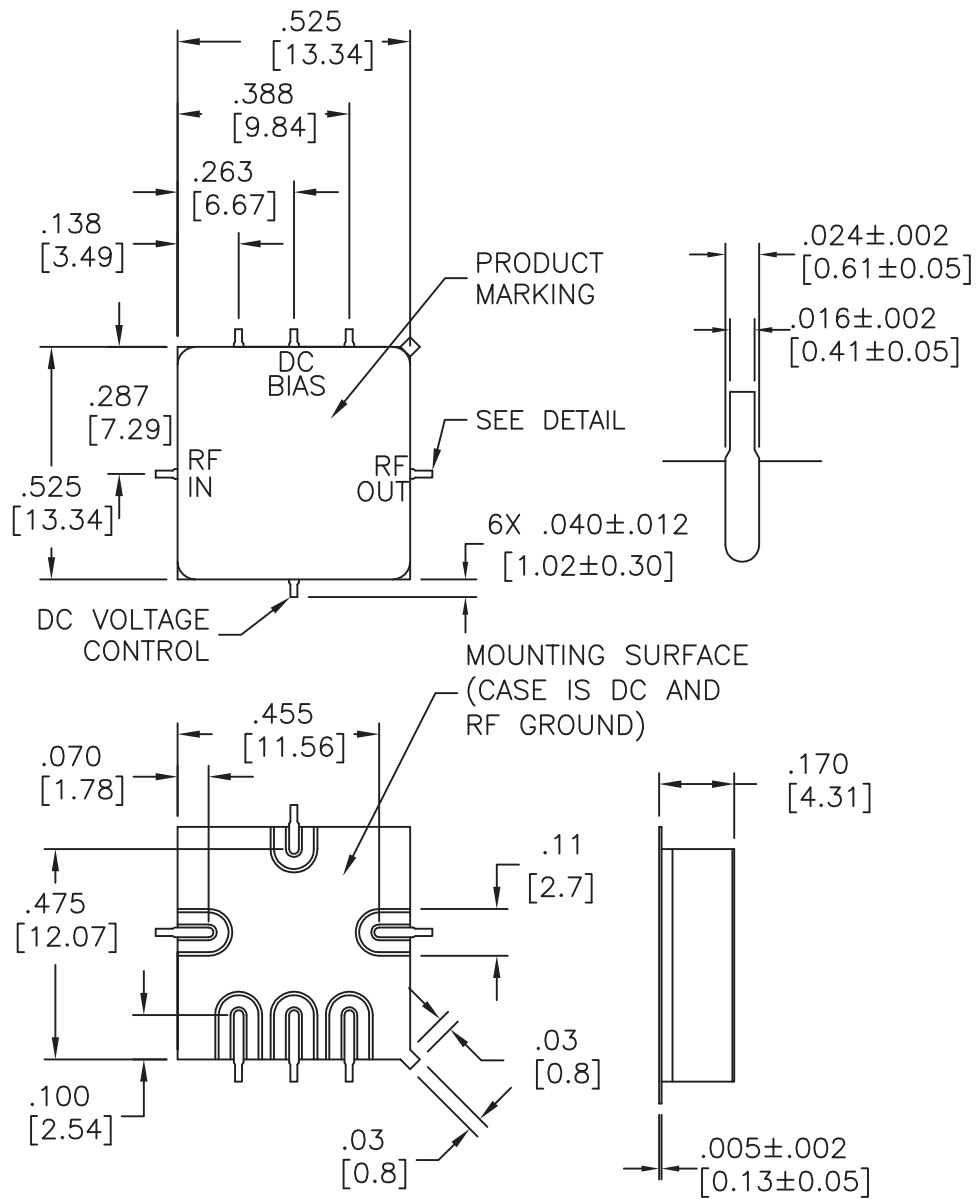 .525
[13.34]
.388
[9.84]
.263
[6.67]
.138
[3.49]
PRODUCT
MARKING
.024±.002
[0.61±0.05]
.016±.002
[0.41±0.05]
DC
BIAS
.287
[7.29]
SEE DETAIL
RF
IN
RF
OUT
.525
[13.34]
6X .040±.012
[1.02±0.30]
DC VOLTAGE
CONTROL
MOUNTING SURFACE
(CASE IS DC AND
RF GROUND)
.455
[11.56]
.070
[1.78]
.170
[4.31]
.11
[2.7]
.475
[12.07]
.03
[0.8]
.100
[2.54]
.03
[0.8]
.005±.002
[0.13±0.05]